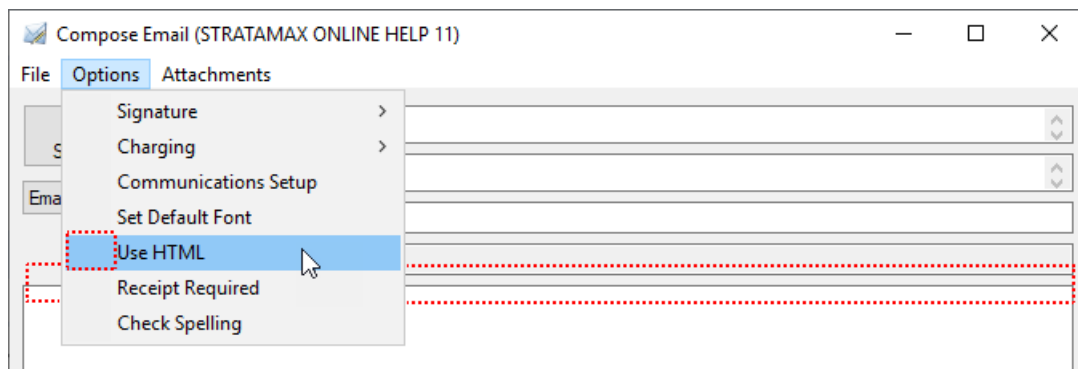 Compose Email (STRATAMAX ONLINE HELP 11)
File Options Attachments
Signature
S
Charging
Communications Setup
Ema
Set Default Font
Use HTML
Receipt Required
Check Spelling